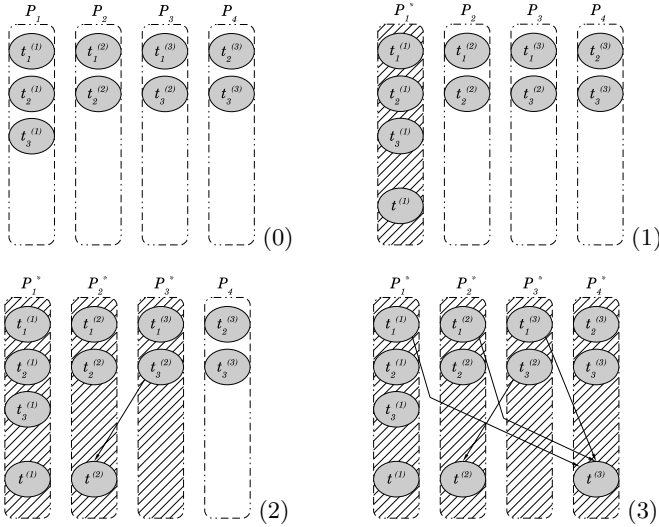 P₁ P₂ P₃ P₄
t₁⁽¹⁾ t₁⁽²⁾ t₁⁽³⁾ t₂⁽³⁾
t₂⁽¹⁾ t₂⁽²⁾ t₃⁽²⁾ t₃⁽³⁾
t₃⁽¹⁾
(0)
P₁* P₂ P₃ P₄
t₁⁽¹⁾ t₁⁽²⁾ t₁⁽³⁾ t₂⁽³⁾
t₂⁽¹⁾ t₂⁽²⁾ t₃⁽²⁾ t₃⁽³⁾
t₃⁽¹⁾
t⁽¹⁾
(1)
P₁* P₂* P₃* P₄
t₁⁽¹⁾ t₁⁽²⁾ t₁⁽³⁾ t₂⁽³⁾
t₂⁽¹⁾ t₂⁽²⁾ t₃⁽²⁾ t₃⁽³⁾
t₃⁽¹⁾
t⁽¹⁾ t⁽²⁾
(2)
P₁* P₂* P₃* P₄*
t₁⁽¹⁾ t₁⁽²⁾ t₁⁽³⁾ t₂⁽³⁾
t₂⁽¹⁾ t₂⁽²⁾ t₃⁽²⁾ t₃⁽³⁾
t₃⁽¹⁾
t⁽¹⁾ t⁽²⁾ t⁽³⁾
(3)